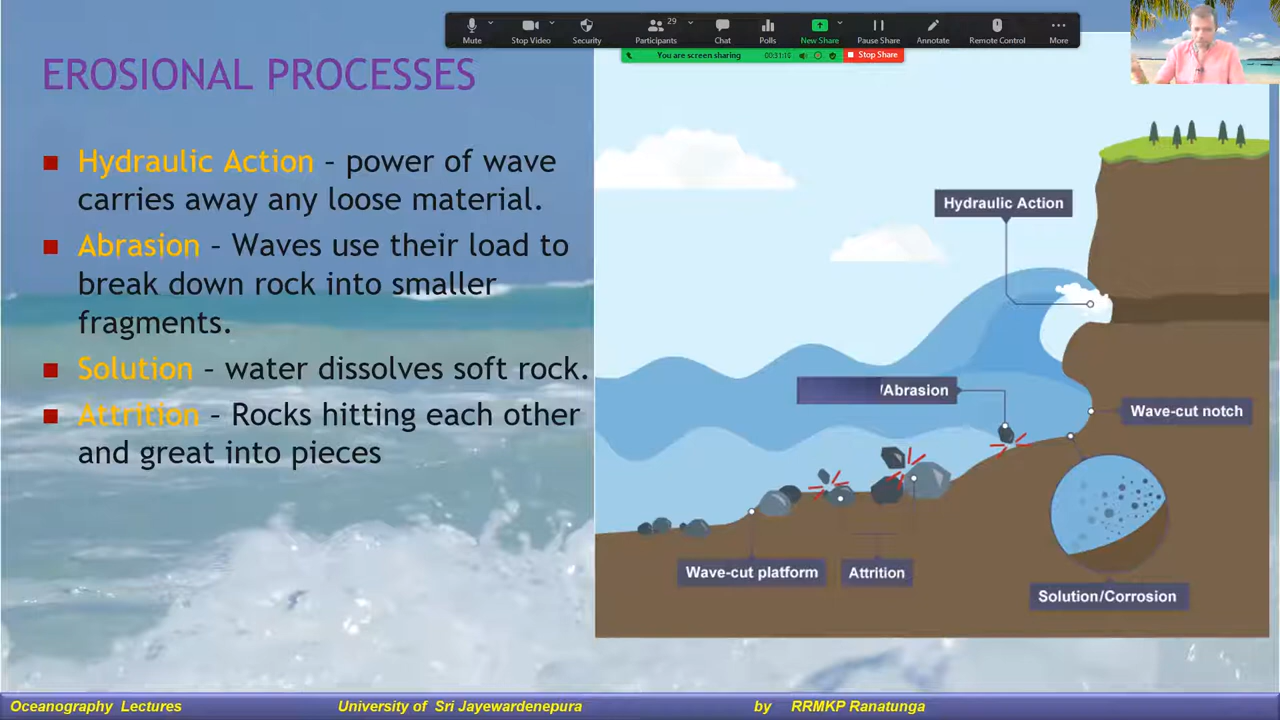 29
Mute
Stop Video
Security
Participants
Chat
Polls
New Share
Pause Share
Annotate
Remote Control
More
You are screen sharing
Stop Share
EROSIONAL PROCESSES
Hydraulic Action – power of wave
carries away any loose material.
Abrasion – Waves use their load to
break down rock into smaller
fragments.
Solution – water dissolves soft rock.
Attrition – Rocks hitting each other
and great into pieces
Hydraulic Action
/Abrasion
Wave-cut notch
Wave-cut platform
Attrition
Solution/Corrosion
Oceanography Lectures University of Sri Jayewardenepura by RRMKP Ranatunga